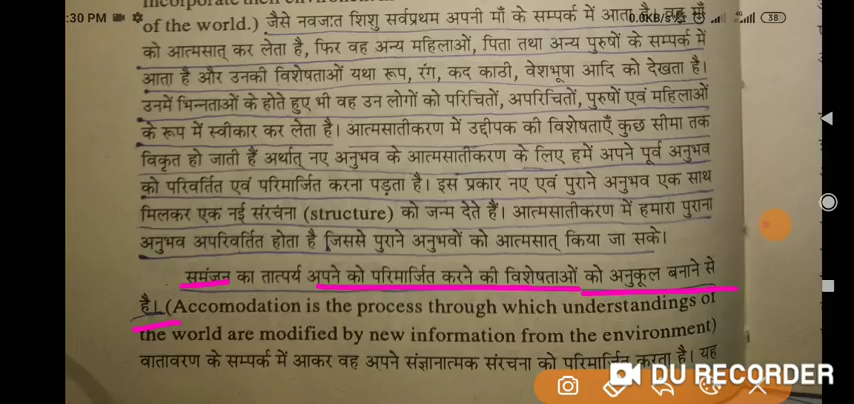 :30 PM
0.0KB/s
38
of the world.) जैसे नवजात शिशु सर्वप्रथम अपनी माँ के सम्पर्क में आता है। वह माँ
को आत्मसात् कर लेता है, फिर वह अन्य महिलाओं, पिता तथा अन्य पुरुषों के सम्पर्क में
आता है और उनकी विशेषताओं यथा रूप, रंग, कद काठी, वेशभूषा आदि को देखता है।
उनमें भिन्नताओं के होते हुए भी वह उन लोगों को परिचितों, अपरिचितों, पुरुषों एवं महिलाओं
के रूप में स्वीकार कर लेता है। आत्मसातीकरण में उद्दीपक की विशेषताएँ कुछ सीमा तक
विकृत हो जाती हैं अर्थात् नए अनुभव के आत्मसातीकरण के लिए हमें अपने पूर्व अनुभव
को परिवर्तित एवं परिमार्जित करना पड़ता है। इस प्रकार नए एवं पुराने अनुभव एक साथ
मिलकर एक नई संरचना (structure) को जन्म देते हैं। आत्मसातीकरण में हमारा पुराना
अनुभव अपरिवर्तित होता है जिससे पुराने अनुभवों को आत्मसात् किया जा सके।
समंजन का तात्पर्य अपने को परिमार्जित करने की विशेषताओं को अनुकूल बनाने से
है। (Accomodation is the process through which understandings of
the world are modified by new information from the environment)
वातावरण के सम्पर्क में आकर वह अपने संज्ञानात्मक संरचना को परिमार्जित करता है। यह
DU RECORDER